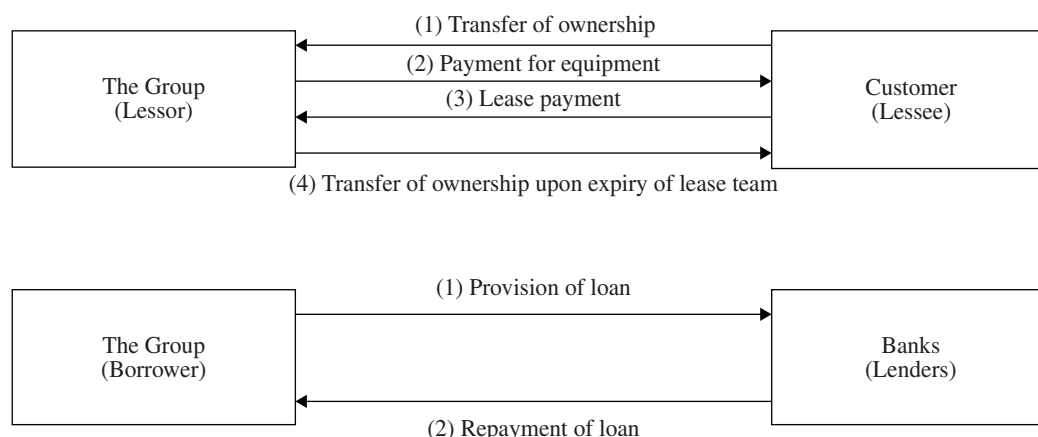 (1) Transfer of ownership
The Group
(Lessor)
(2) Payment for equipment
(3) Lease payment
Customer
(Lessee)
(4) Transfer of ownership upon expiry of lease team
(1) Provision of loan
The Group
(Borrower)
Banks
(Lenders)
(2) Repayment of loan